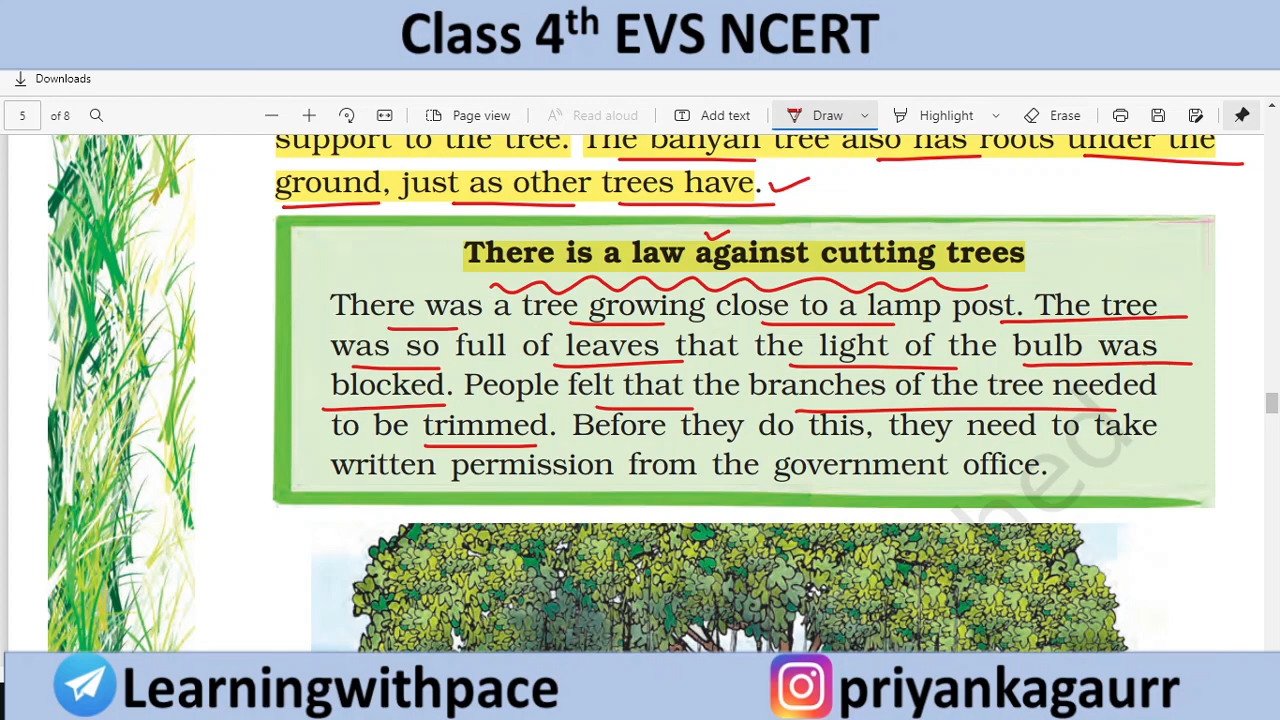 Class 4th EVS NCERT
Downloads
5 of 8 Page view Read aloud Add text Draw Highlight Erase
support to the tree. The banyan tree also has roots under the
ground, just as other trees have.
There is a law against cutting trees
There was a tree growing close to a lamp post. The tree
was so full of leaves that the light of the bulb was
blocked. People felt that the branches of the tree needed
to be trimmed. Before they do this, they need to take
written permission from the government office.
Learningwithpace priyankagaurr